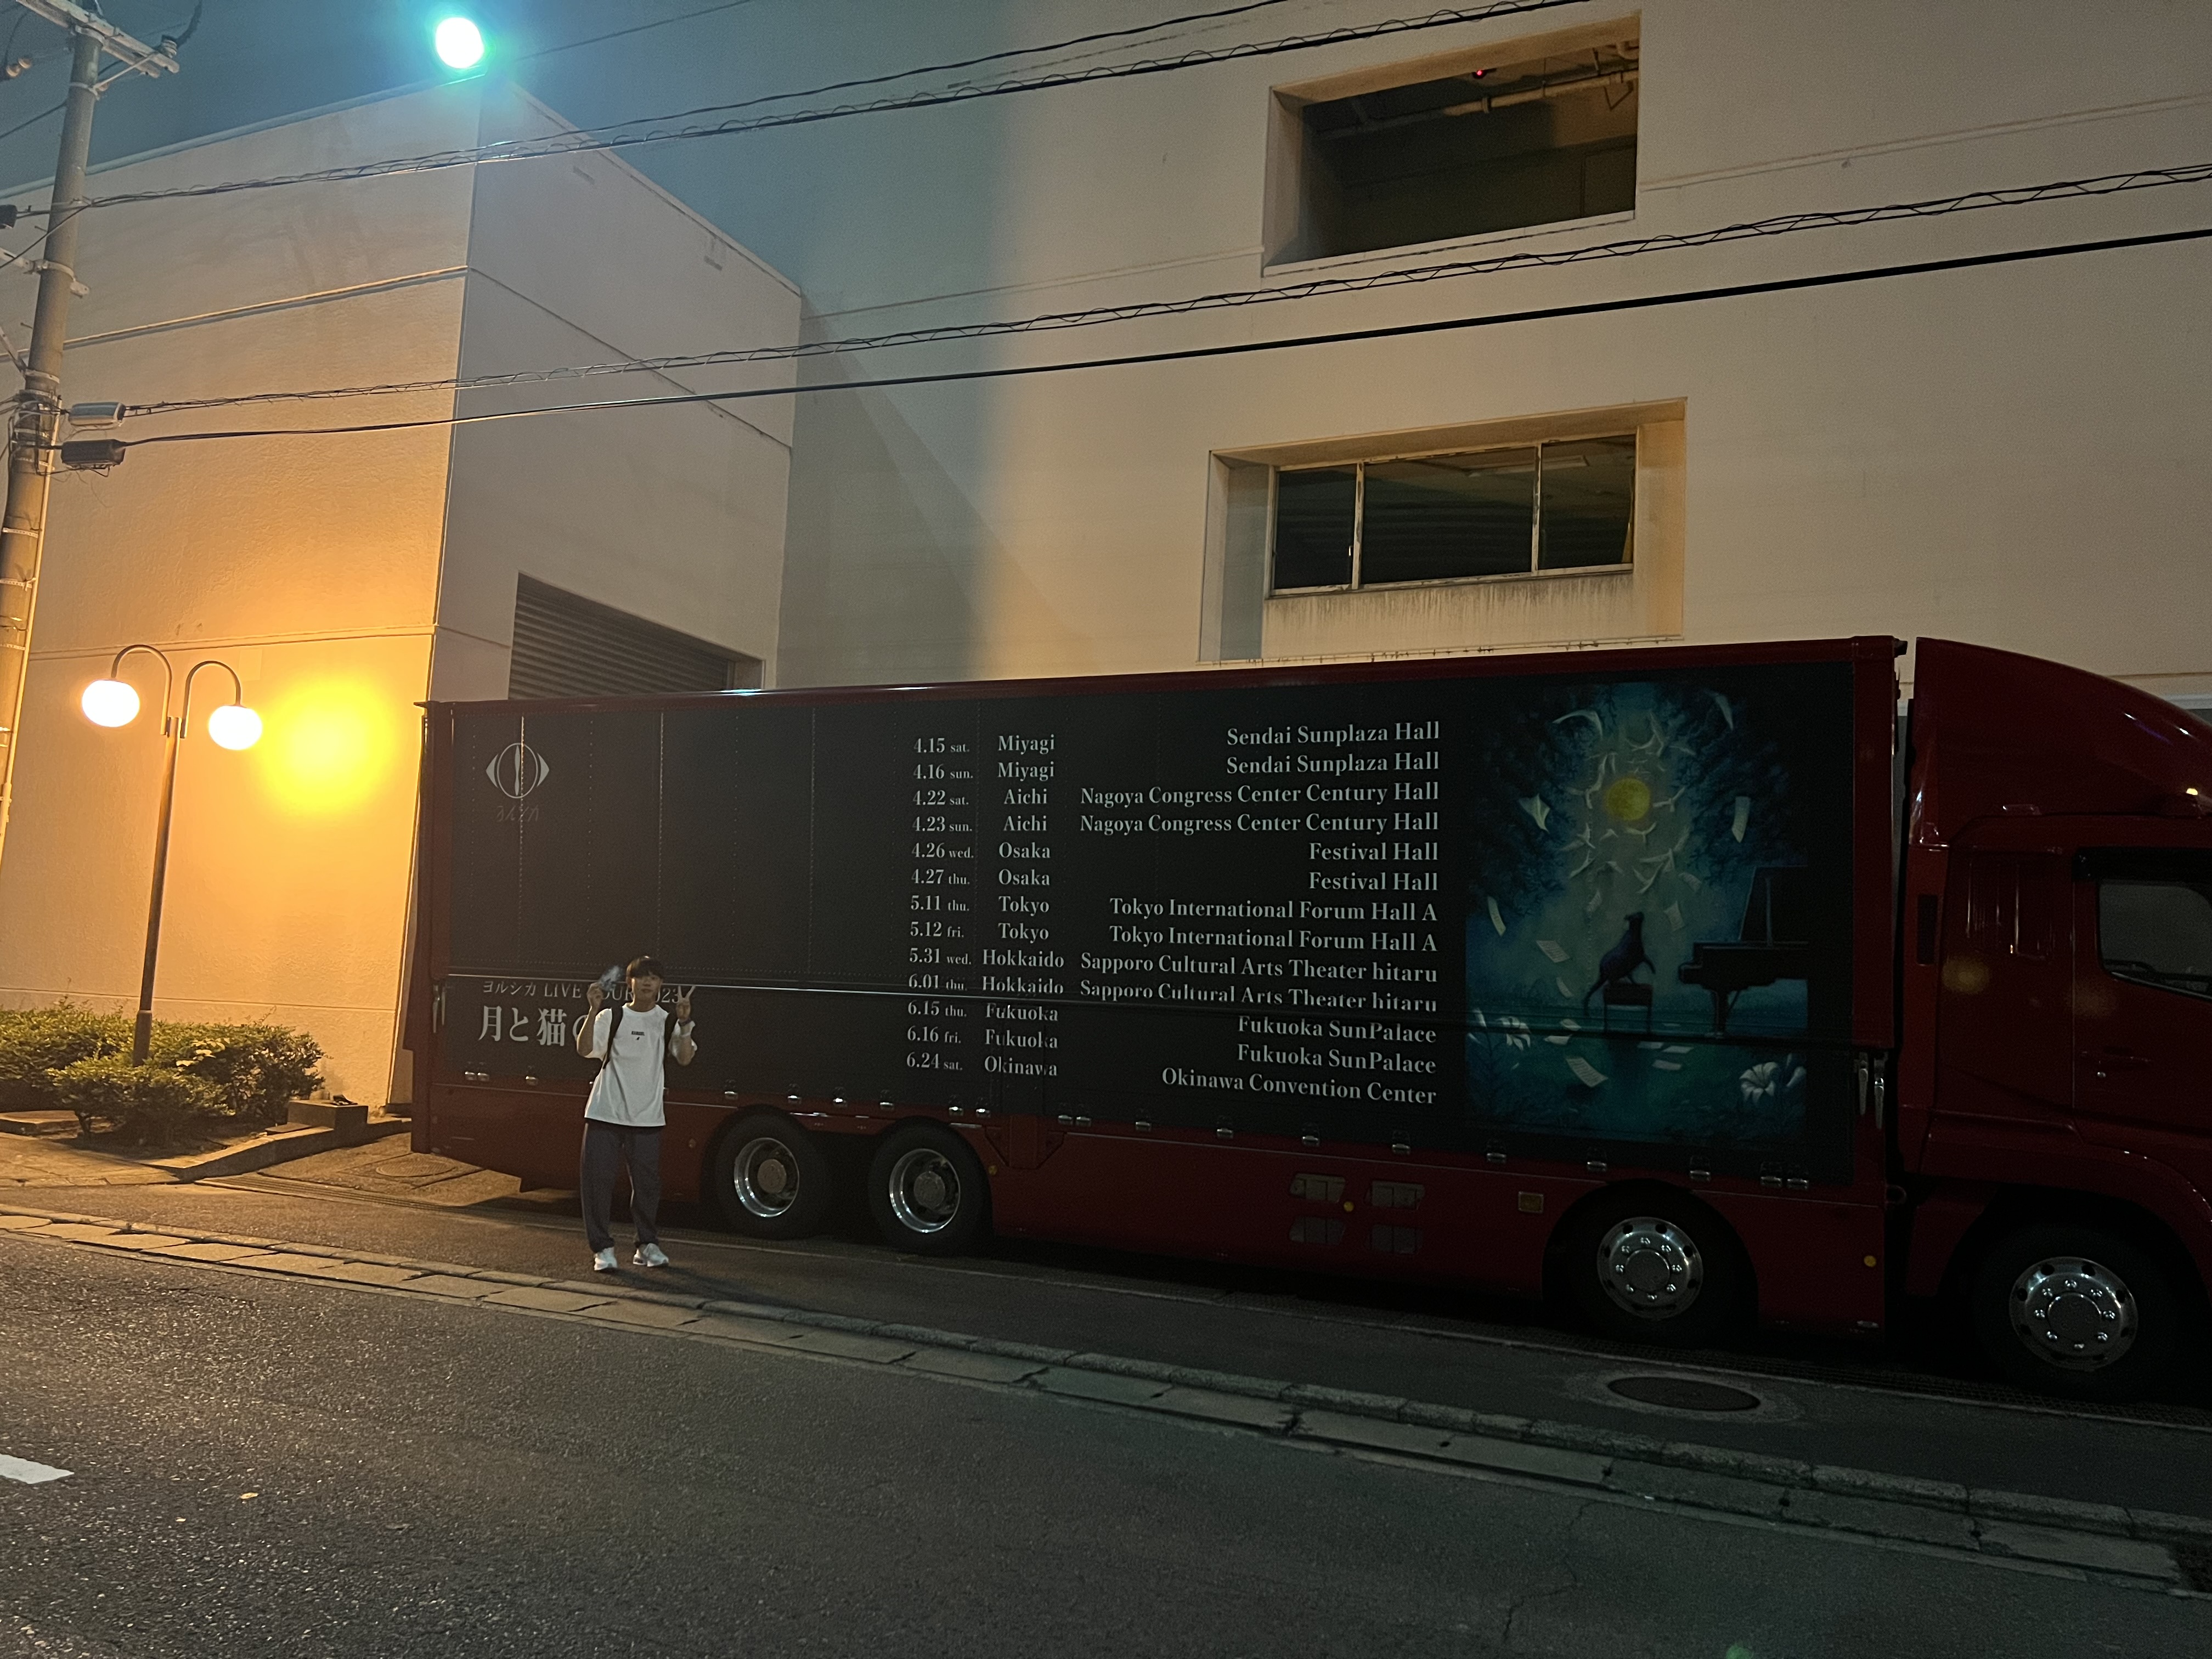 ヨルシカ LIVE TOUR 2023
月と猫の
4.15 sat. Miyagi Sendai Sunplaza Hall
4.16 sun. Miyagi Sendai Sunplaza Hall
4.22 sat. Aichi Nagoya Congress Center Century Hall
4.23 sun. Aichi Nagoya Congress Center Century Hall
4.26 wed. Osaka Festival Hall
4.27 thu. Osaka Festival Hall
5.11 thu. Tokyo Tokyo International Forum Hall A
5.12 fri. Tokyo Tokyo International Forum Hall A
5.31 wed. Hokkaido Sapporo Cultural Arts Theater hitaru
6.01 thu. Hokkaido Sapporo Cultural Arts Theater hitaru
6.15 thu. Fukuoka Fukuoka SunPalace
6.16 fri. Fukuoka Fukuoka SunPalace
6.24 sat. Okinawa Okinawa Convention Center